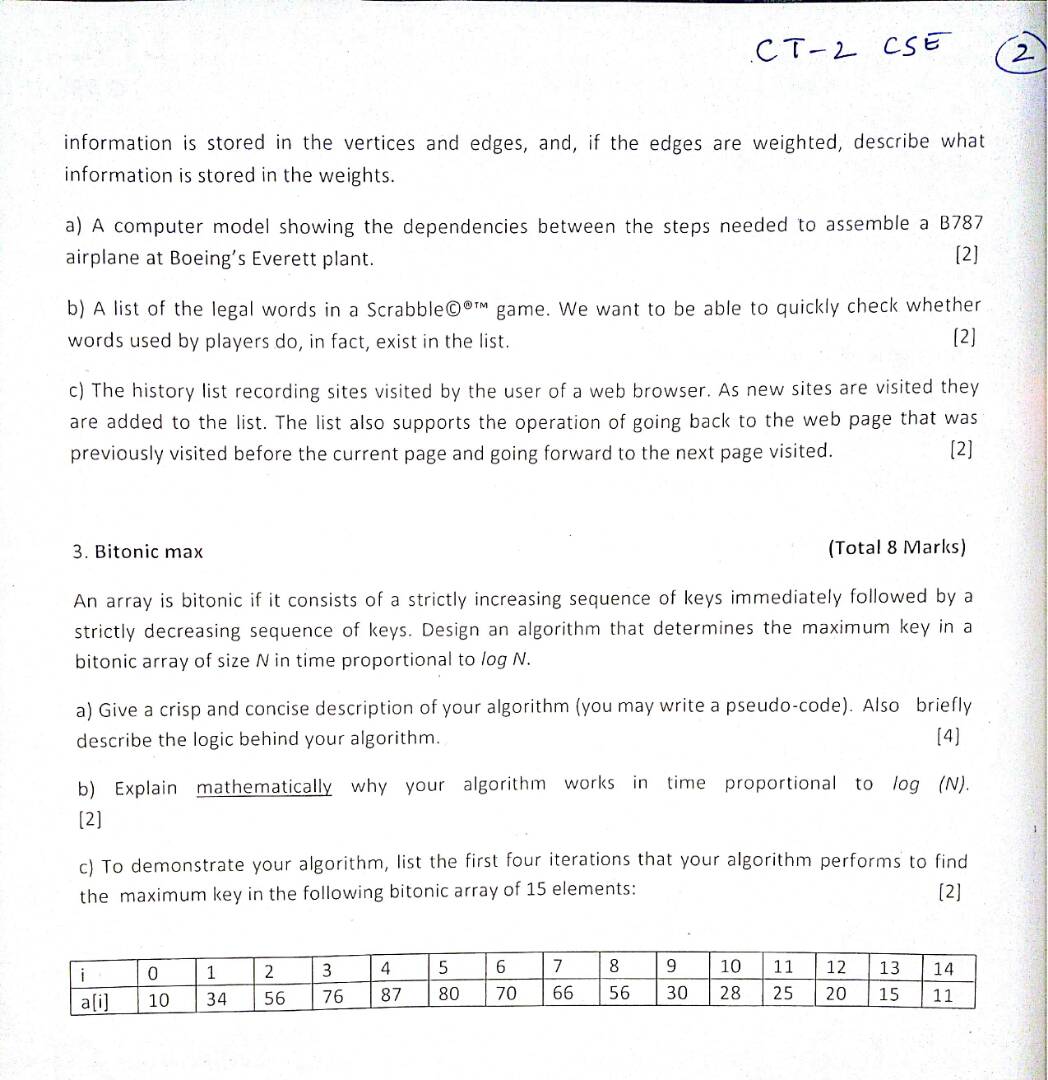 CT-2 CSE 2
information is stored in the vertices and edges, and, if the edges are weighted, describe what
information is stored in the weights.
a) A computer model showing the dependencies between the steps needed to assemble a B787
airplane at Boeing's Everett plant. [2]
b) A list of the legal words in a Scrabble©®™ game. We want to be able to quickly check whether
words used by players do, in fact, exist in the list. [2]
c) The history list recording sites visited by the user of a web browser. As new sites are visited they
are added to the list. The list also supports the operation of going back to the web page that was
previously visited before the current page and going forward to the next page visited. [2]
3. Bitonic max (Total 8 Marks)
An array is bitonic if it consists of a strictly increasing sequence of keys immediately followed by a
strictly decreasing sequence of keys. Design an algorithm that determines the maximum key in a
bitonic array of size N in time proportional to log N.
a) Give a crisp and concise description of your algorithm (you may write a pseudo-code). Also briefly
describe the logic behind your algorithm. [4]
b) Explain mathematically why your algorithm works in time proportional to log (N).
[2]
c) To demonstrate your algorithm, list the first four iterations that your algorithm performs to find
the maximum key in the following bitonic array of 15 elements: [2]
i 0 1 2 3 4 5 6 7 8 9 10 11 12 13 14
a[i] 10 34 56 76 87 80 70 66 56 30 28 25 20 15 11